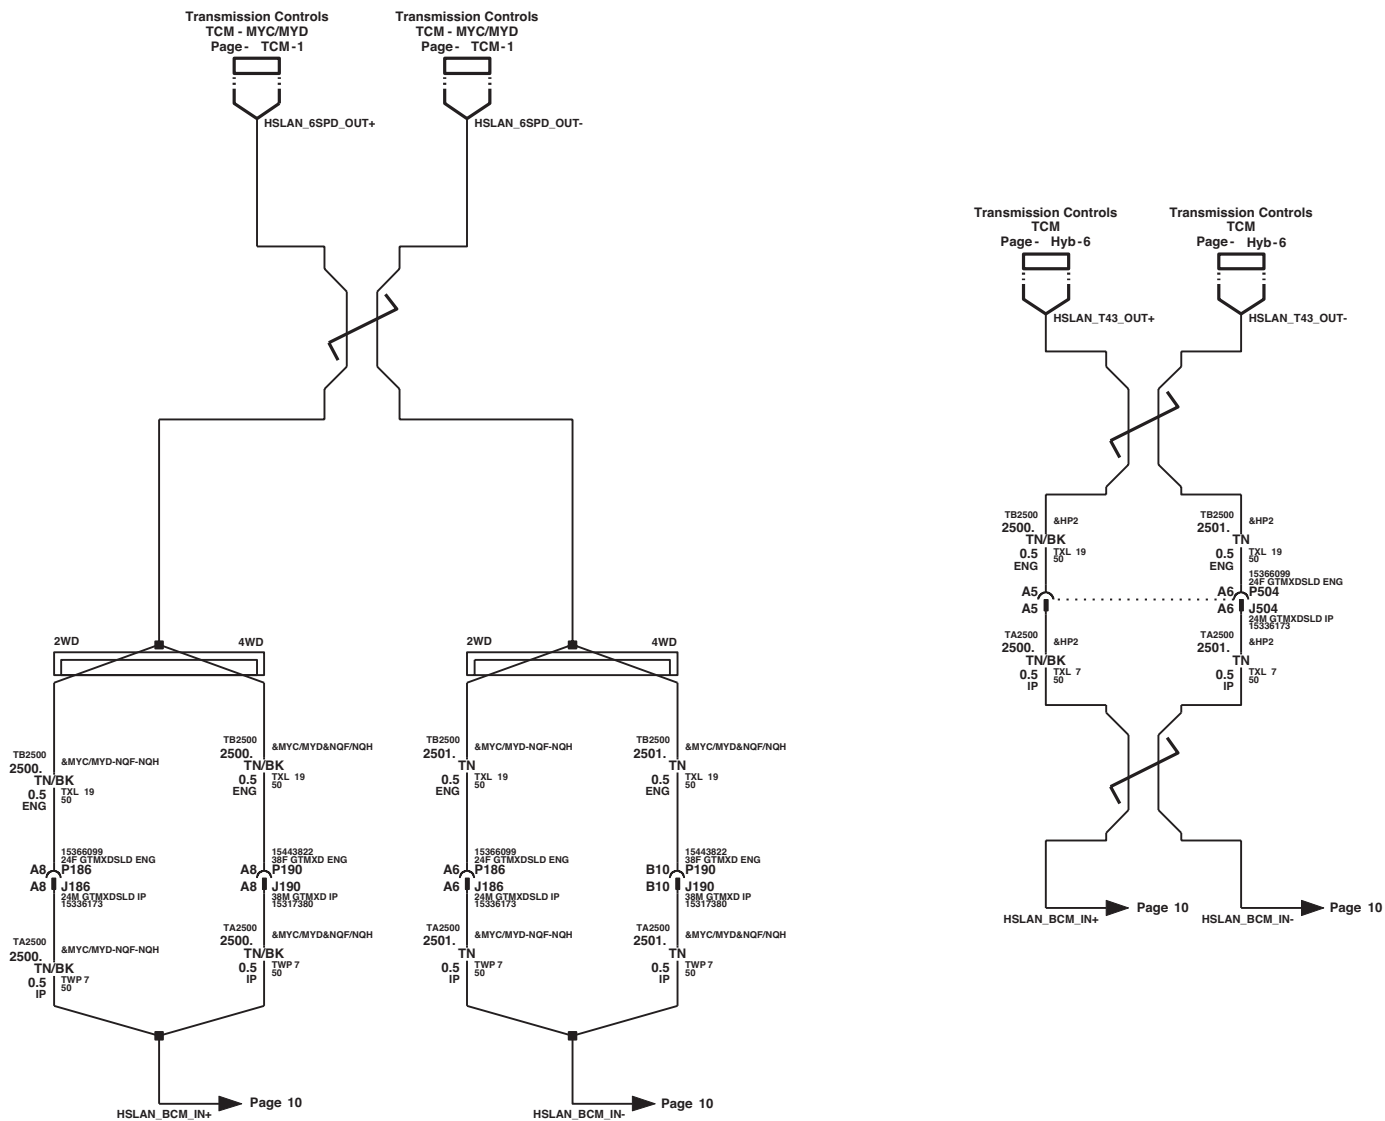 Transmission Controls
TCM - MYC/MYD
Page- TCM-1
HSLAN_6SPD_OUT+
Transmission Controls
TCM - MYC/MYD
Page- TCM-1
HSLAN_6SPD_OUT-
2WD
4WD
TB2500
2500.
&MYC/MYD-NQF-NQH
TN/BK
0.5
TXL 19
50
ENG
15366099
24F GTMXDSLD ENG
A8
P186
A8
J186
24M GTMXDSLD IP
15336173
TA2500
2500.
&MYC/MYD-NQF-NQH
TN/BK
0.5
TWP 7
50
IP
TB2500
2500.
&MYC/MYD&NQF/NQH
TN/BK
0.5
TXL 19
50
ENG
15443822
38F GTMXD ENG
A8
P190
A8
J190
38M GTMXD IP
15317380
TA2500
2500.
&MYC/MYD&NQF/NQH
TN/BK
0.5
TWP 7
50
IP
HSLAN_BCM_IN+
Page 10
2WD
4WD
TB2500
2501.
&MYC/MYD-NQF-NQH
TN
0.5
TXL 19
50
ENG
15366099
24F GTMXDSLD ENG
A6
P186
A6
J186
24M GTMXDSLD IP
15336173
TA2500
2501.
&MYC/MYD-NQF-NQH
TN
0.5
TWP 7
50
IP
TB2500
2501.
&MYC/MYD&NQF/NQH
TN
0.5
TXL 19
50
ENG
15443822
38F GTMXD ENG
B10
P190
B10
J190
38M GTMXD IP
15317380
TA2500
2501.
&MYC/MYD&NQF/NQH
TN
0.5
TWP 7
50
IP
HSLAN_BCM_IN-
Page 10
Transmission Controls
TCM
Page- Hyb-6
HSLAN_T43_OUT+
Transmission Controls
TCM
Page- Hyb-6
HSLAN_T43_OUT-
TB2500
2500.
&HP2
TN/BK
0.5
TXL 19
50
ENG
A5
A5
TA2500
2500.
&HP2
TN/BK
0.5
TXL 7
50
IP
TB2500
2501.
&HP2
TN
0.5
TXL 19
50
ENG
15366099
24F GTMXDSLD ENG
A6
P504
A6
J504
24M GTMXDSLD IP
15336173
TA2500
2501.
&HP2
TN
0.5
TXL 7
50
IP
HSLAN_BCM_IN+
Page 10
HSLAN_BCM_IN-
Page 10